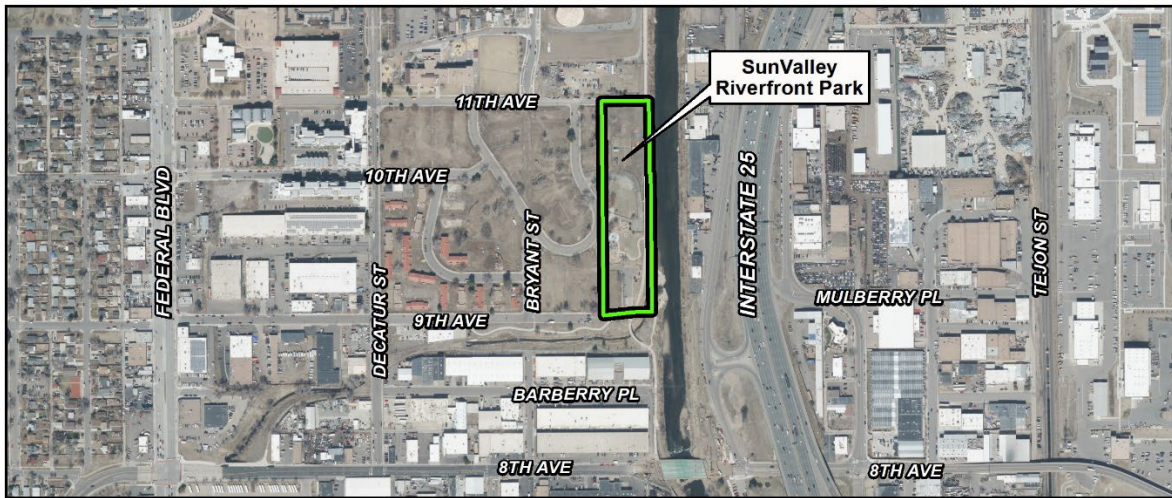 SunValley
Riverfront Park
11TH AVE
10TH AVE
FEDERAL BLVD
DECATUR ST
BRYANT ST
INTERSTATE 25
TEJON ST
MULBERRY PL
9TH AVE
BARBERRY PL
8TH AVE
8TH AVE